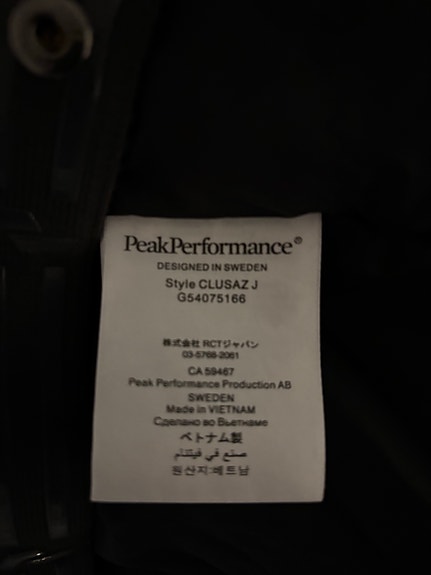 PeakPerformance®
DESIGNED IN SWEDEN
Style CLUSAZ J
G54075166
株式会社 RCTジャパン
03-5768-2061
CA 59467
Peak Performance Production AB
SWEDEN
Made in VIETNAM
Сделано во Вьетнаме
ベトナム製
صنع في فيتنام
원산지:베트남